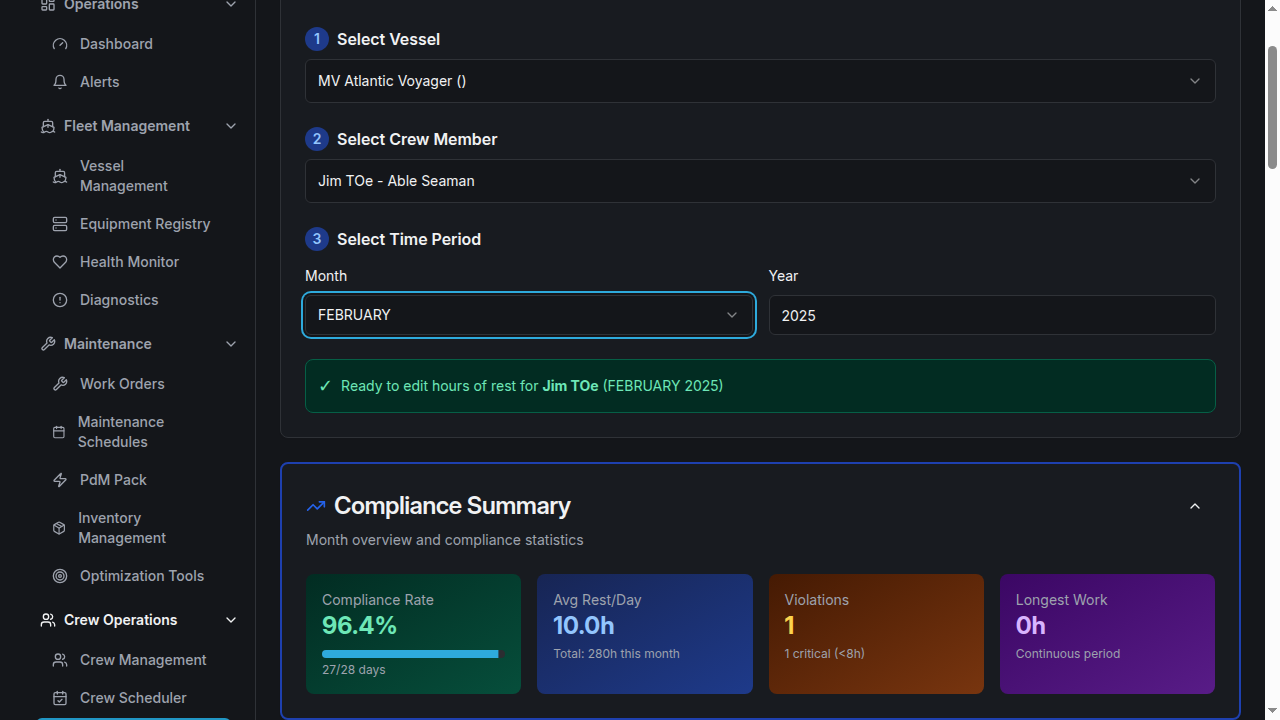 Operations
Dashboard
Alerts
Fleet Management
Vessel
Management
Equipment Registry
Health Monitor
Diagnostics
Maintenance
Work Orders
Maintenance
Schedules
PdM Pack
Inventory
Management
Optimization Tools
Crew Operations
Crew Management
Crew Scheduler
1 Select Vessel
MV Atlantic Voyager ()
2 Select Crew Member
Jim TOe - Able Seaman
3 Select Time Period
Month
Year
FEBRUARY
2025
✓ Ready to edit hours of rest for Jim TOe (FEBRUARY 2025)
Compliance Summary
Month overview and compliance statistics
Compliance Rate
96.4%
27/28 days
Avg Rest/Day
10.0h
Total: 280h this month
Violations
1
1 critical (<8h)
Longest Work
0h
Continuous period